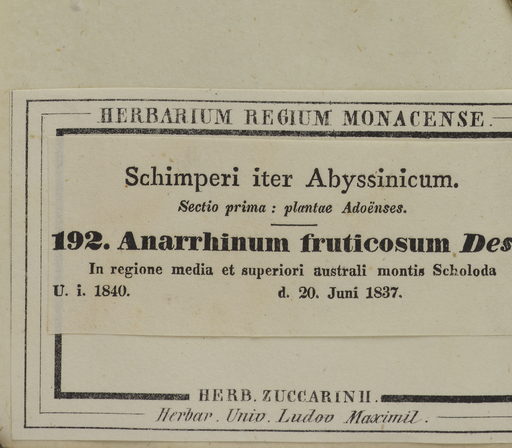 HERBARIUM REGIUM MONACENSE.
Schimperi iter Abyssinicum.
Sectio prima : plantae Adoënses.
192. Anarrhinum fruticosum Des
In regione media et superiori australi montis Scholoda
U. i. 1840. d. 20. Juni 1837.
HERB. ZUCCARINII.
Herbar. Univ. Ludov Maximil.